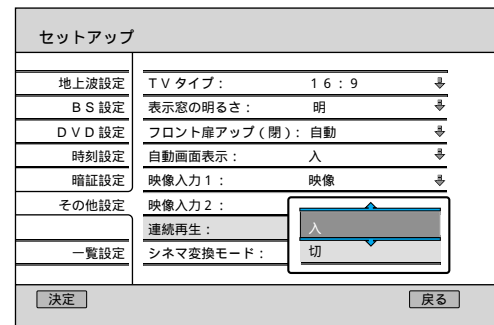 セットアップ
地上波設定 TVタイプ： 16：9
BS設定 表示窓の明るさ： 明
DVD設定 フロント扉アップ(閉)： 自動
時刻設定 自動画面表示： 入
暗証設定 映像入力1： 映像
その他設定 映像入力2：
連続再生： 入
一覧設定 シネマ変換モード： 切
決定 戻る